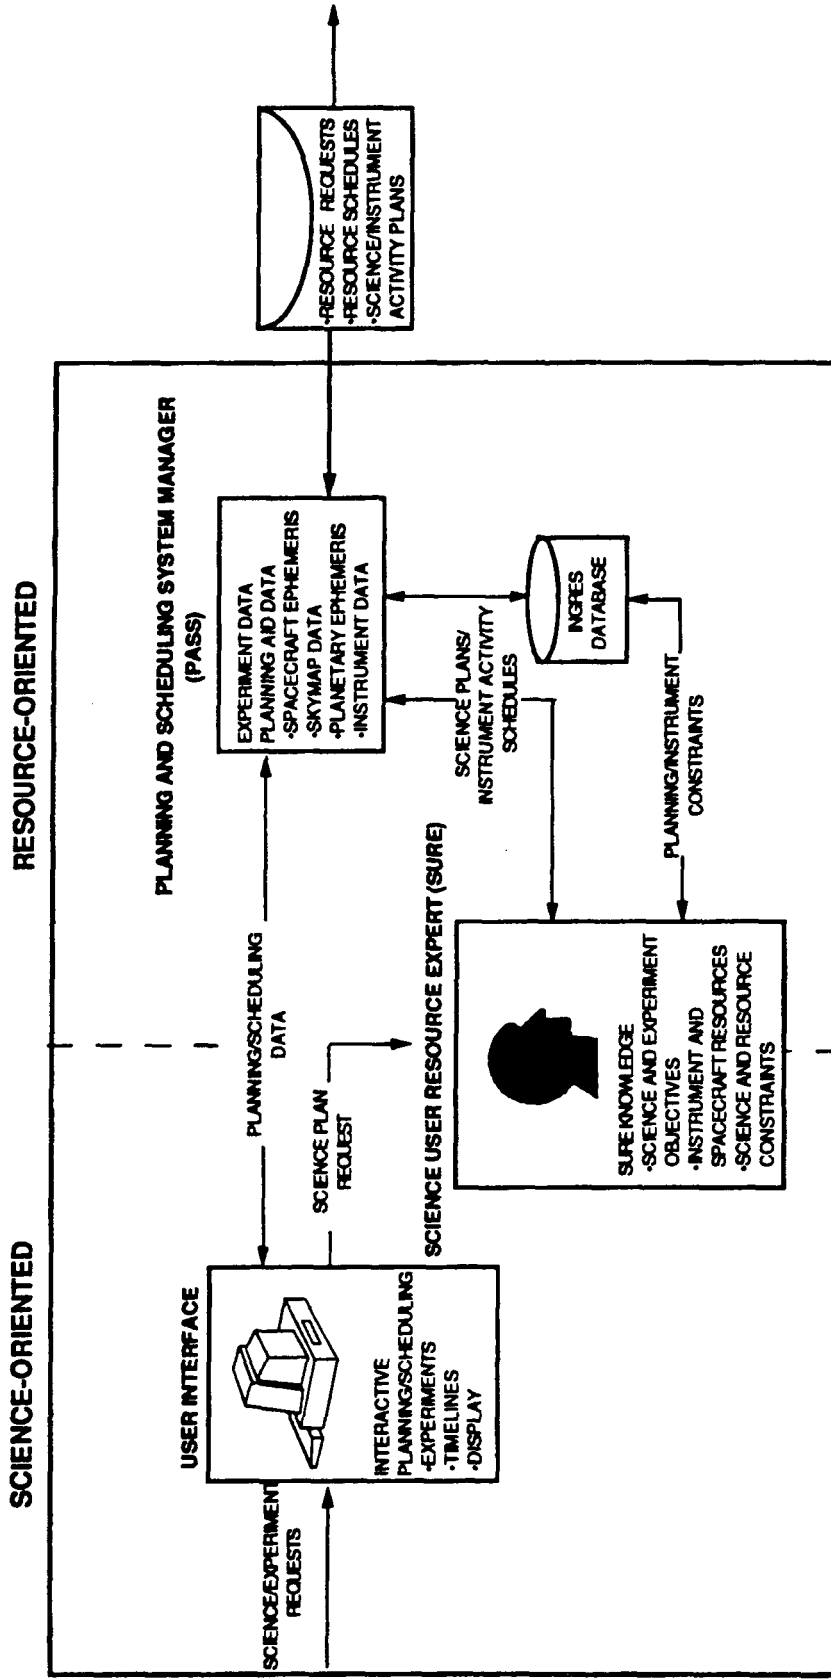 SCIENCE-ORIENTED
RESOURCE-ORIENTED
SCIENCE/EXPERIMENT
REQUESTS
USER INTERFACE
INTERACTIVE
PLANNING/SCHEDULING
•EXPERIMENTS
•TIMELINES
•DISPLAY
PLANNING/SCHEDULING
DATA
SCIENCE PLAN
REQUEST
SCIENCE USER RESOURCE EXPERT (SURE)
SURE KNOWLEDGE
•SCIENCE AND EXPERIMENT
OBJECTIVES
•INSTRUMENT AND
SPACECRAFT RESOURCES
•SCIENCE AND RESOURCE
CONSTRAINTS
PLANNING AND SCHEDULING SYSTEM MANAGER
(PASS)
EXPERIMENT DATA
PLANNING AID DATA
•SPACECRAFT EPHEMERIS
•SKYMAP DATA
•PLANETARY EPHEMERIS
•INSTRUMENT DATA
SCIENCE PLANS/
INSTRUMENT ACTIVITY
SCHEDULES
INGRES
DATABASE
PLANNING/INSTRUMENT
CONSTRAINTS
•RESOURCE REQUESTS
•RESOURCE SCHEDULES
•SCIENCE/INSTRUMENT
ACTIVITY PLANS